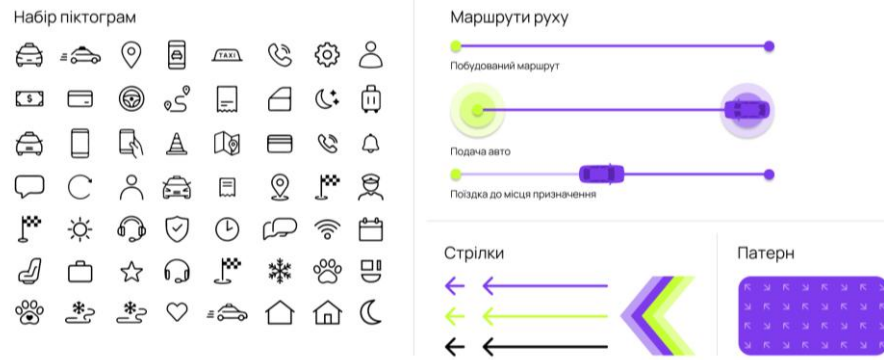 Набір піктограм
TAXI
$
Маршрути руху
Побудований маршрут
Подача авто
Поїздка до місця призначення
Стрілки
Патерн